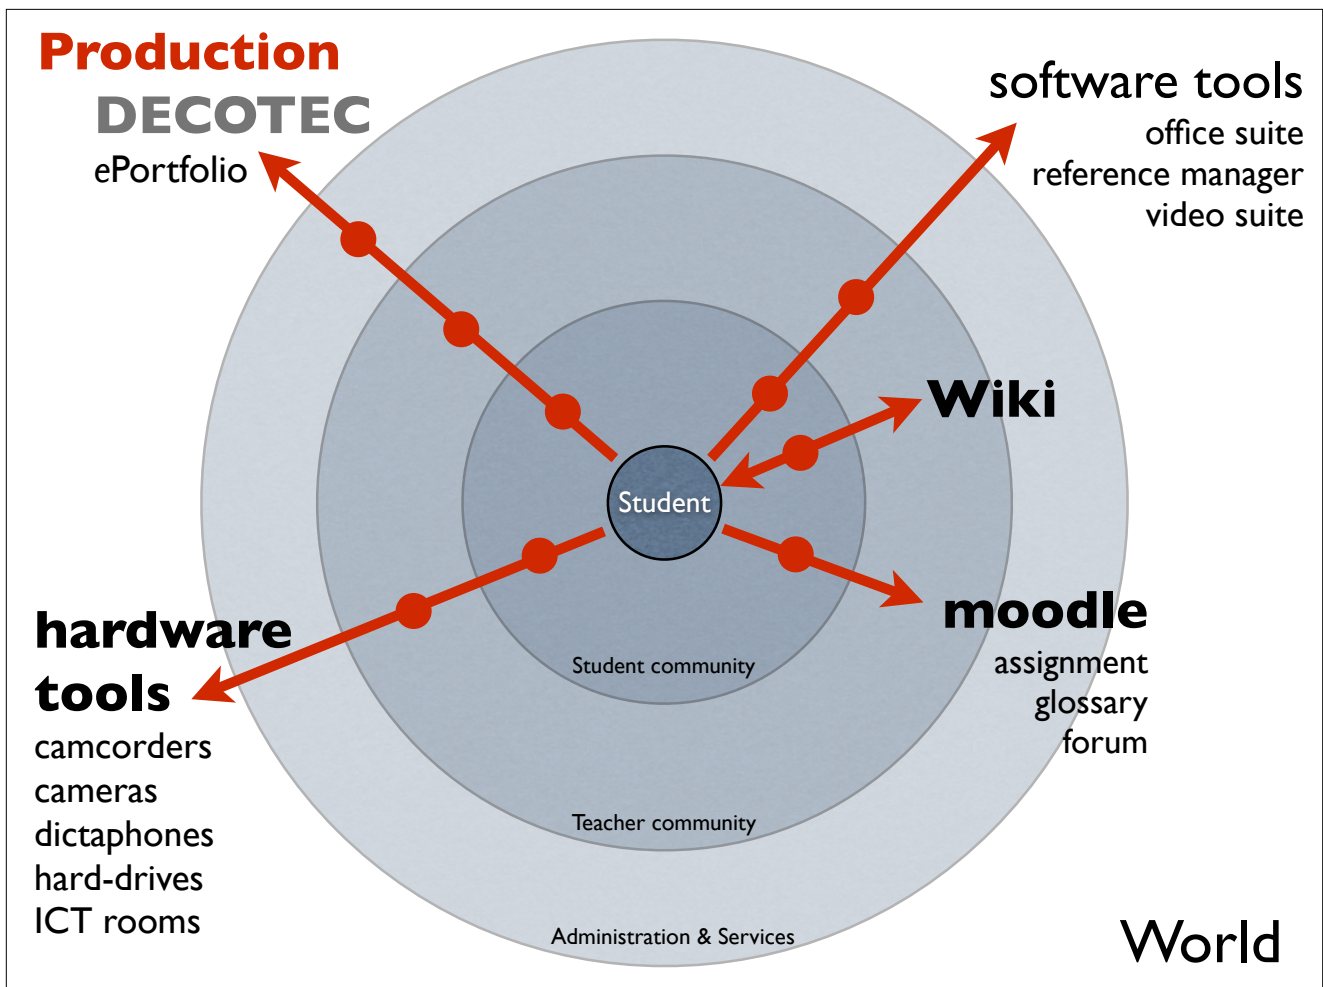 Production
DECOTEC
ePortfolio
software tools
office suite
reference manager
video suite
Wiki
Student
moodle
assignment
glossary
forum
hardware
tools
camcorders
cameras
dictaphones
hard-drives
ICT rooms
Student community
Teacher community
Administration & Services
World